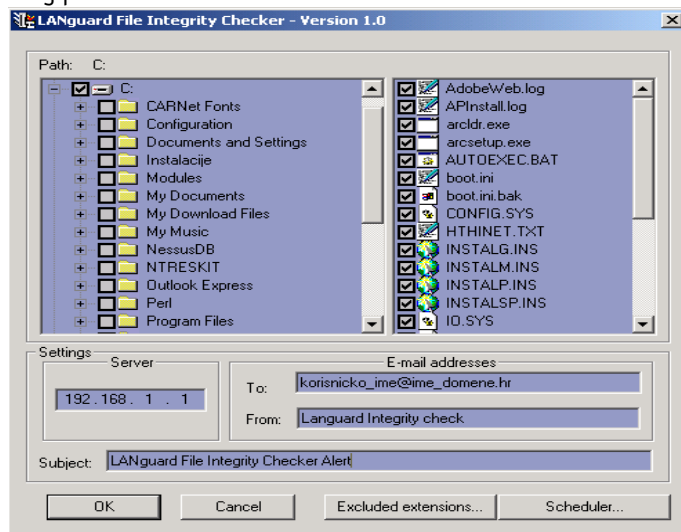 LANguard File Integrity Checker - Version 1.0
Path: C:
C:
CARNet Fonts
Configuration
Documents and Settings
Instalacije
Modules
My Documents
My Download Files
My Music
NessusDB
NTRESKIT
Outlook Express
Perl
Program Files
AdobeWeb.log
APInstall.log
arcldr.exe
arcsetup.exe
AUTOEXEC.BAT
boot.ini
boot.ini.bak
CONFIG.SYS
HTHINET.TXT
INSTALG.INS
INSTALM.INS
INSTALP.INS
INSTALSP.INS
IO.SYS
Settings
Server
192.168. 1 . 1
E-mail addresses
To: korisnicko_ime@ime_domene.hr
From: Languard Integrity check
Subject: LANguard File Integrity Checker Alert
OK Cancel Excluded extensions... Scheduler...